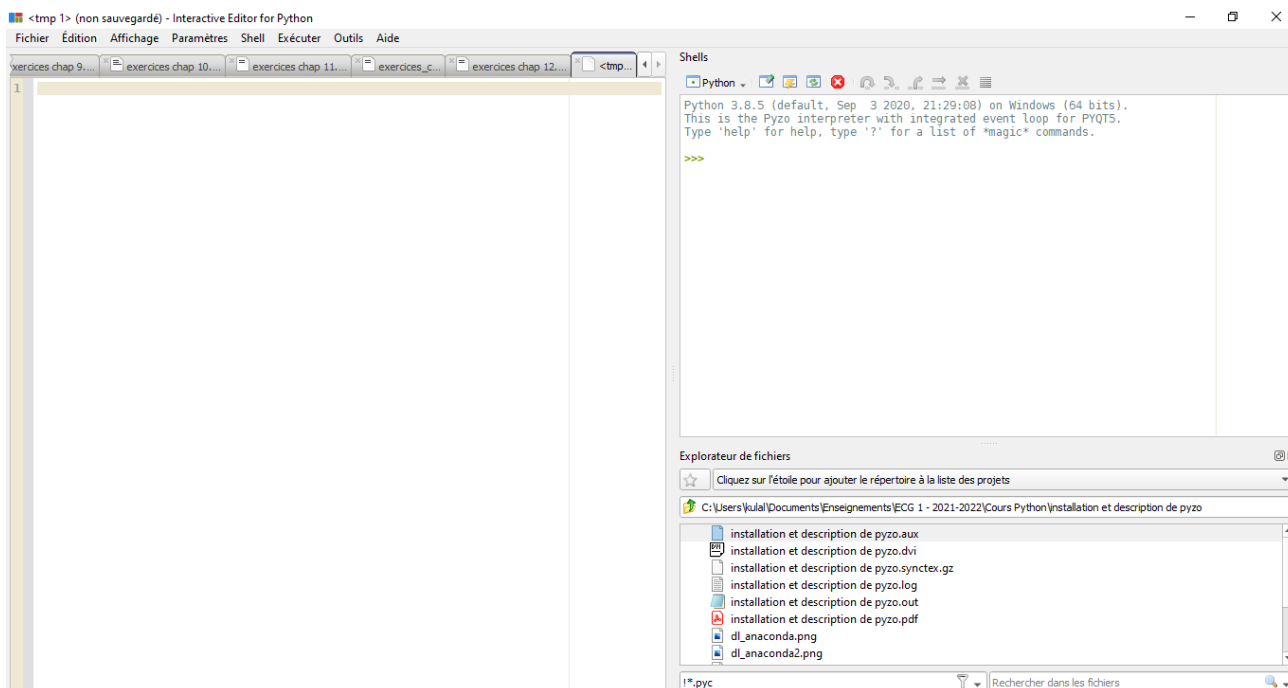 <tmp 1> (non sauvegardé) - Interactive Editor for Python
Fichier Édition Affichage Paramètres Shell Exécuter Outils Aide
xercices chap 9.... exercices chap 10.... exercices chap 11.... exercices_c... exercices chap 12.... <tmp...
1
Shells
Python
Python 3.8.5 (default, Sep  3 2020, 21:29:08) on Windows (64 bits).
This is the Pyzo interpreter with integrated event loop for PYQT5.
Type 'help' for help, type '?' for a list of *magic* commands.
>>>
Explorateur de fichiers
Cliquez sur l'étoile pour ajouter le répertoire à la liste des projets
C:\Users\kulal\Documents\Enseignements\ECG 1 - 2021-2022\Cours Python\installation et description de pyzo
installation et description de pyzo.aux
installation et description de pyzo.dvi
installation et description de pyzo.synctex.gz
installation et description de pyzo.log
installation et description de pyzo.out
installation et description de pyzo.pdf
dl_anaconda.png
dl_anaconda2.png
!*.pyc Rechercher dans les fichiers